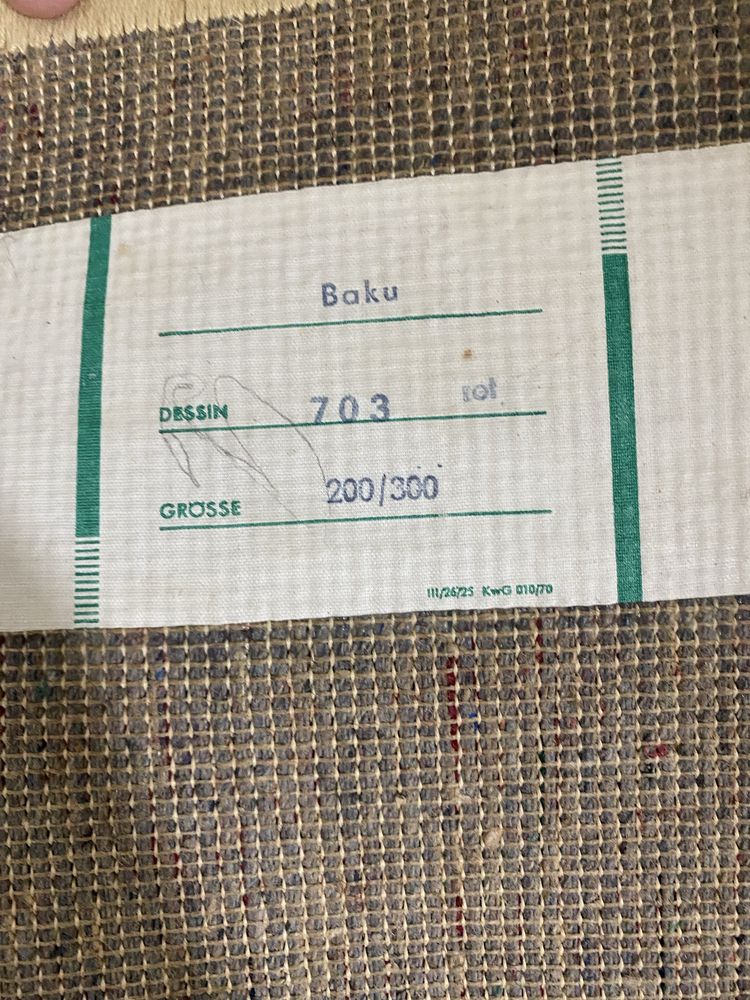 Baku
DESSIN 703 rot
GRÖSSE 200/300
III/26/25 KwG 010/70